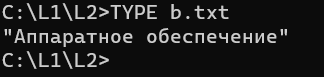 C:\L1\L2>TYPE b.txt
"Аппаратное обеспечение"
C:\L1\L2>